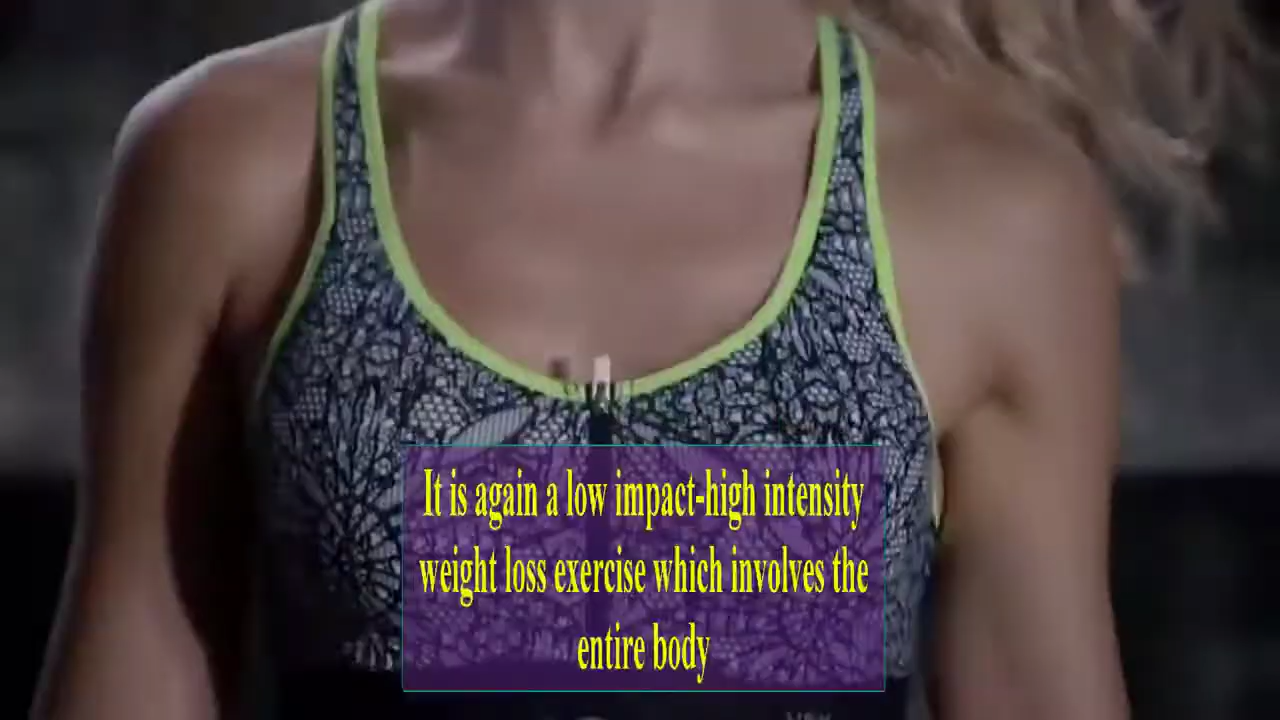 It is again a low impact-high intensity
weight loss exercise which involves the
entire body